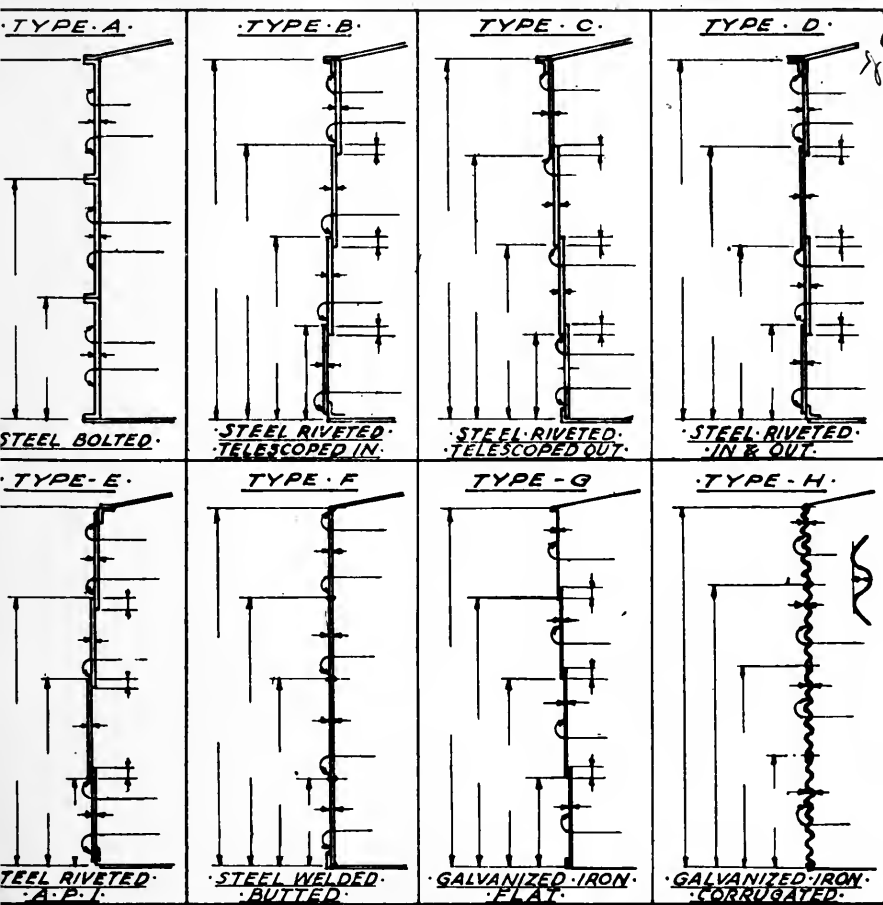 ·TYPE·A·
·TYPE·B·
·TYPE·C·
·TYPE·D·
STEEL BOLTED·
·STEEL RIVETED·
·TELESCOPED IN·
·STEEL·RIVETED·
·TELESCOPED OUT·
·STEEL·RIVETED·
·IN & OUT·
·TYPE-E·
·TYPE·F
TYPE-G
·TYPE-H·
TEEL RIVETED·
·A·P·I·
·STEEL WELDED·
·BUTTED·
·GALVANIZED·IRON·
·FLAT·
·GALVANIZED·IRON·
·CORRUGATED·